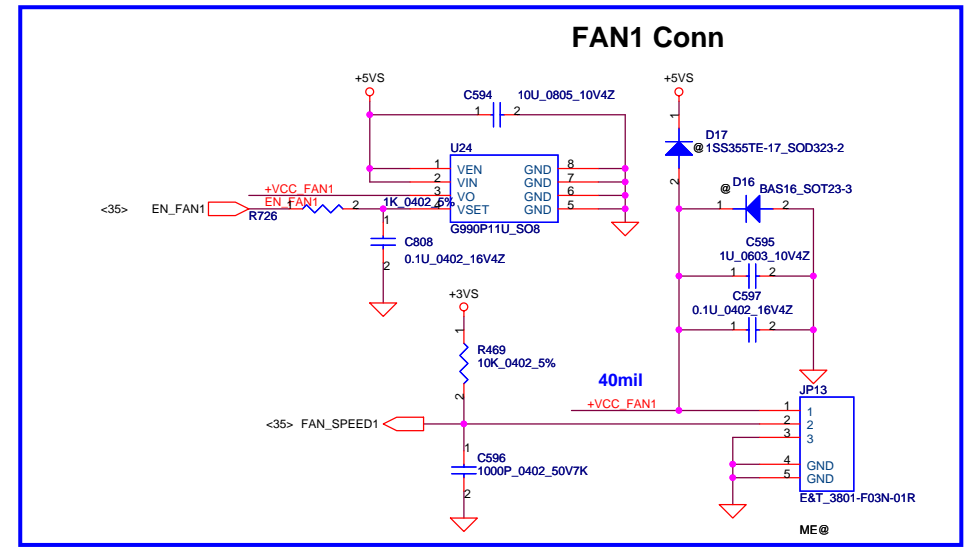 FAN1 Conn
+5VS
+5VS
C594
10U_0805_10V4Z
1 2
1
D17
@ 1SS355TE-17_SOD323-2
2
U24
1 VEN GND 8
2 VIN GND 7
3 VO GND 6
4 VSET GND 5
G990P11U_SO8
+VCC_FAN1
<35> EN_FAN1
EN_FAN1
1 2
1K_0402_5%
R726
@ D16
BAS16_SOT23-3
1 2
1
C808
0.1U_0402_16V4Z
2
C595
1U_0603_10V4Z
1 2
C597
0.1U_0402_16V4Z
1 2
+3VS
1
R469
10K_0402_5%
2
40mil
+VCC_FAN1
JP13
1 1
2 2
3 3
4 GND
5 GND
E&T_3801-F03N-01R
ME@
<35> FAN_SPEED1
1
C596
1000P_0402_50V7K
2